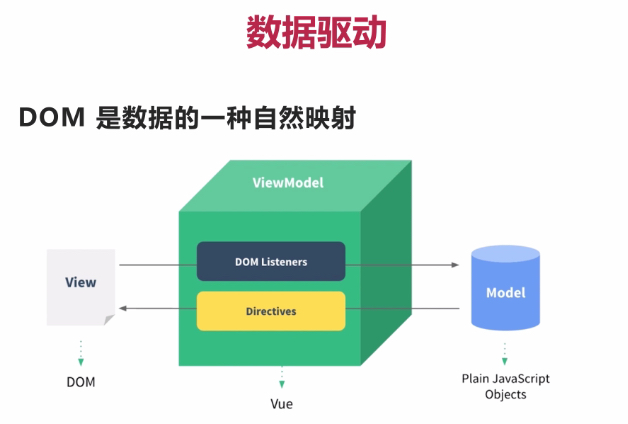 数据驱动
DOM 是数据的一种自然映射
ViewModel
DOM Listeners
View
Model
Directives
DOM
Plain JavaScript
Objects
Vue